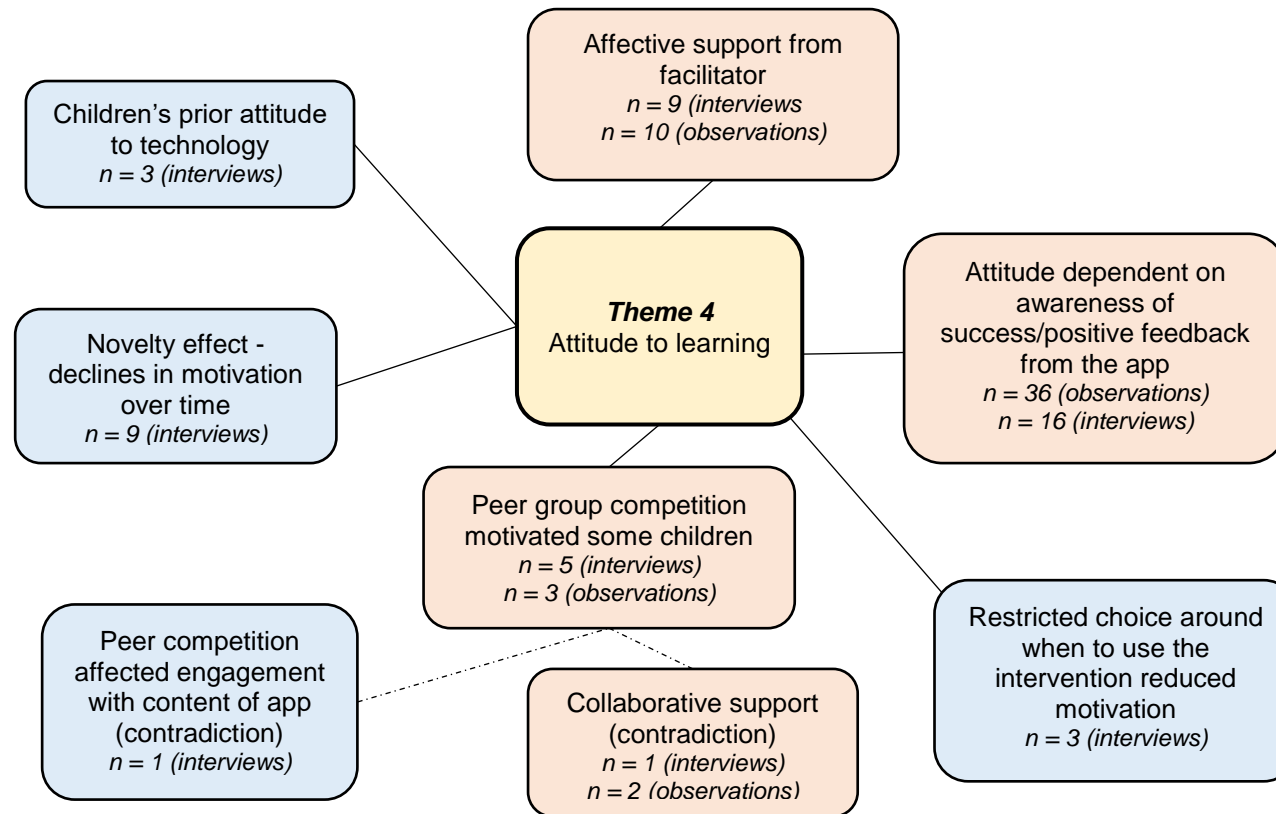 Affective support from
facilitator
n = 9 (interviews
n = 10 (observations)
Children’s prior attitude
to technology
n = 3 (interviews)
Theme 4
Attitude to learning
Attitude dependent on
awareness of
success/positive feedback
from the app
n = 36 (observations)
n = 16 (interviews)
Novelty effect -
declines in motivation
over time
n = 9 (interviews)
Peer group competition
motivated some children
n = 5 (interviews)
n = 3 (observations)
Restricted choice around
when to use the
intervention reduced
motivation
n = 3 (interviews)
Peer competition
affected engagement
with content of app
(contradiction)
n = 1 (interviews)
Collaborative support
(contradiction)
n = 1 (interviews)
n = 2 (observations)